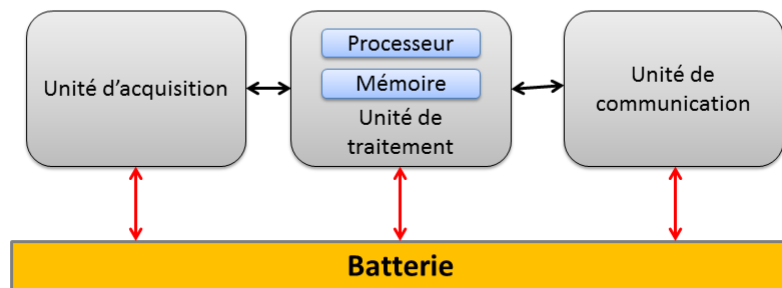 Unité d'acquisition
Processeur
Mémoire
Unité de
traitement
Unité de
communication
Batterie